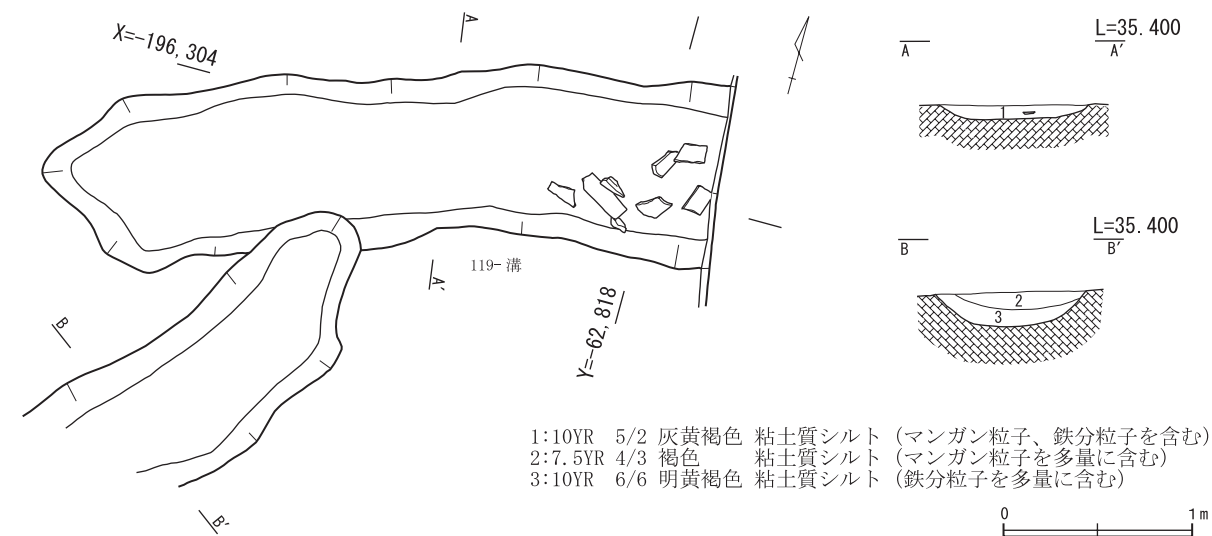 X=-196,304
A
A'
119-溝
Y=-62,818
B
B'
L=35.400
A
A'
1
L=35.400
B
B'
2
3
1:10YR 5/2 灰黄褐色 粘土質シルト (マンガン粒子、鉄分粒子を含む)
2:7.5YR 4/3 褐色 粘土質シルト (マンガン粒子を多量に含む)
3:10YR 6/6 明黄褐色 粘土質シルト (鉄分粒子を多量に含む)
0 1m